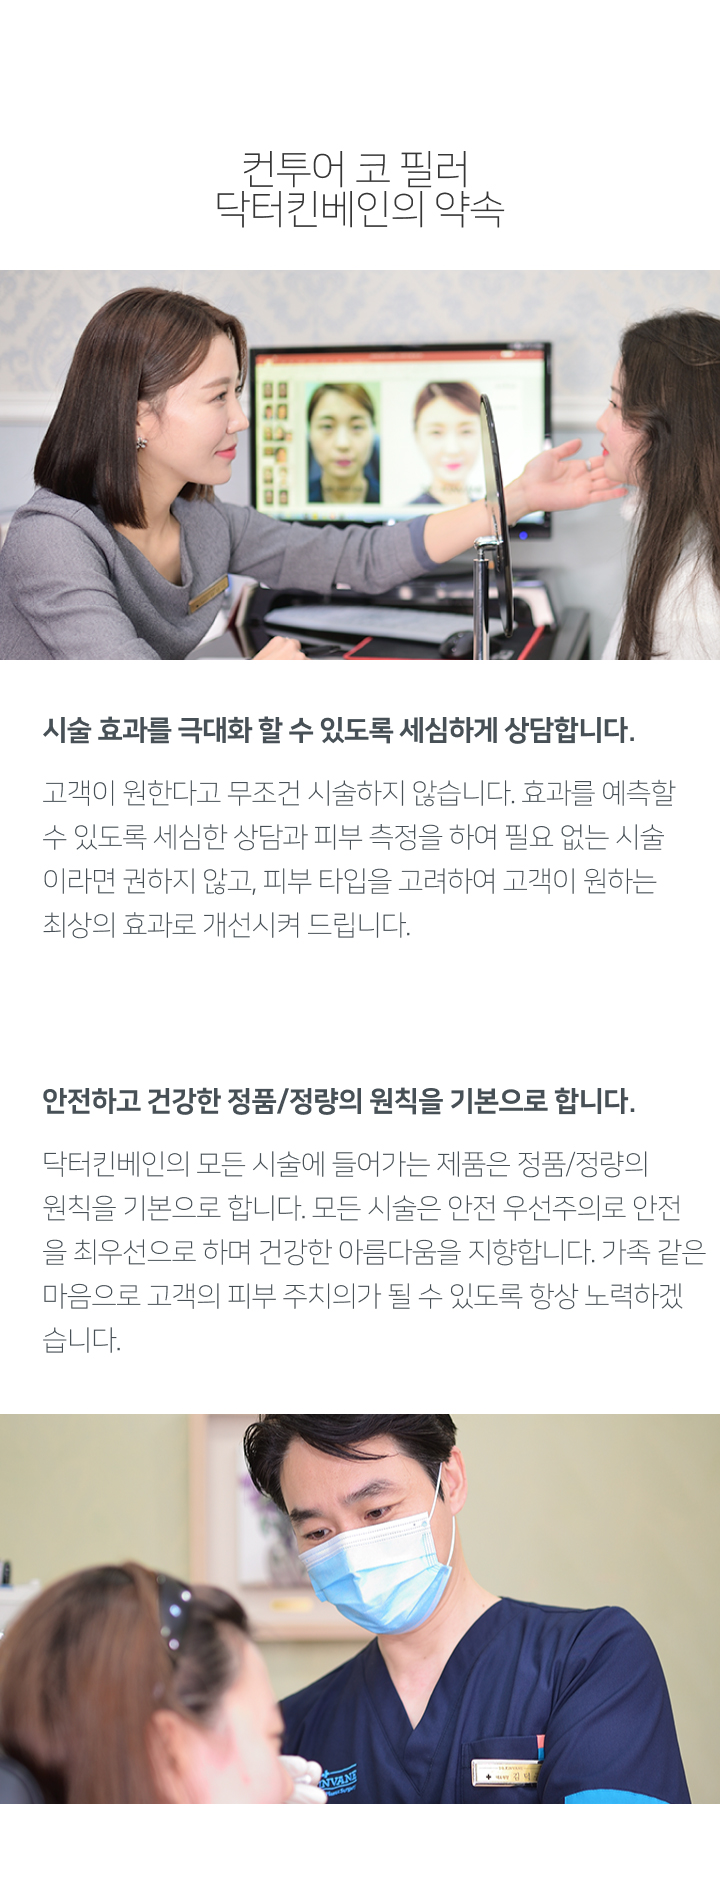 컨투어 코 필러
닥터킨베인의 약속
시술 효과를 극대화 할 수 있도록 세심하게 상담합니다.
고객이 원한다고 무조건 시술하지 않습니다. 효과를 예측할
수 있도록 세심한 상담과 피부 측정을 하여 필요 없는 시술
이라면 권하지 않고, 피부 타입을 고려하여 고객이 원하는
최상의 효과로 개선시켜 드립니다.
안전하고 건강한 정품/정량의 원칙을 기본으로 합니다.
닥터킨베인의 모든 시술에 들어가는 제품은 정품/정량의
원칙을 기본으로 합니다. 모든 시술은 안전 우선주의로 안전
을 최우선으로 하며 건강한 아름다움을 지향합니다. 가족 같은
마음으로 고객의 피부 주치의가 될 수 있도록 항상 노력하겠
습니다.